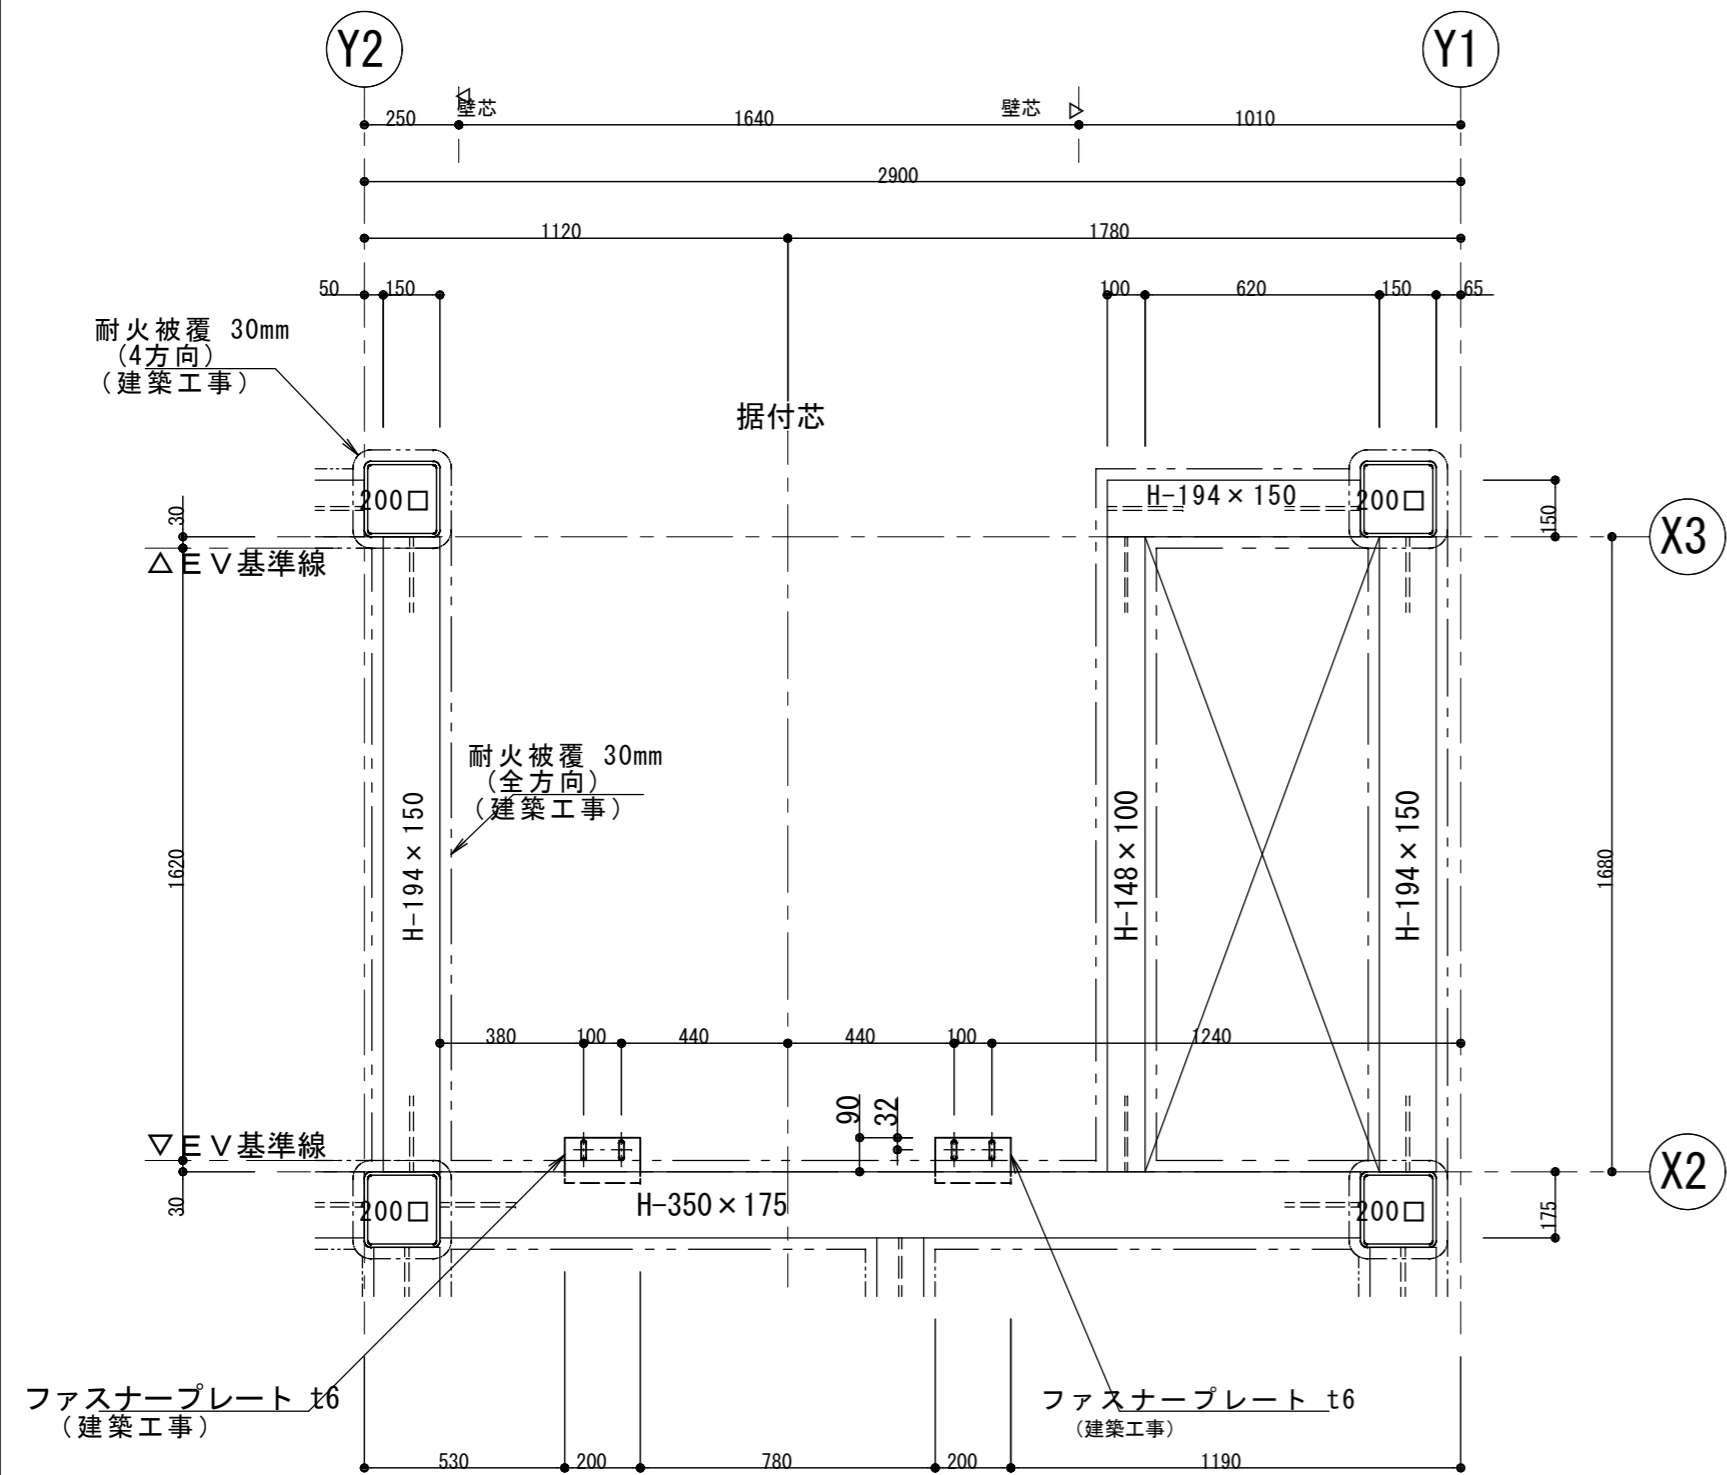 Y2
Y1
壁芯
壁芯
250
1640
1010
2900
1120
1780
50
150
100
620
150
65
耐火被覆 30mm
(4方向)
(建築工事)
据付芯
200□
H-194×150
200□
30
150
X3
△EV基準線
耐火被覆 30mm
(全方向)
(建築工事)
H-194×150
H-148×100
H-194×150
1620
1680
380
100
440
440
100
1240
90
32
▽EV基準線
X2
30
200□
H-350×175
200□
175
ファスナープレート t6
(建築工事)
ファスナープレート t6
(建築工事)
530
200
780
200
1190